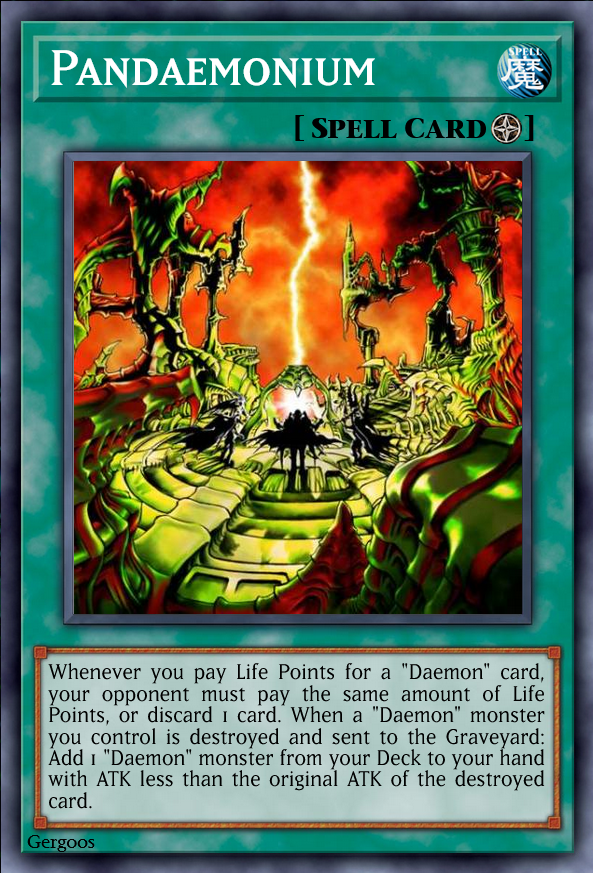 Pandaemonium
SPELL
魔
[ Spell Card ]
Whenever you pay Life Points for a "Daemon" card,
your opponent must pay the same amount of Life
Points, or discard 1 card. When a "Daemon" monster
you control is destroyed and sent to the Graveyard:
Add 1 "Daemon" monster from your Deck to your hand
with ATK less than the original ATK of the destroyed
card.
Gergoos